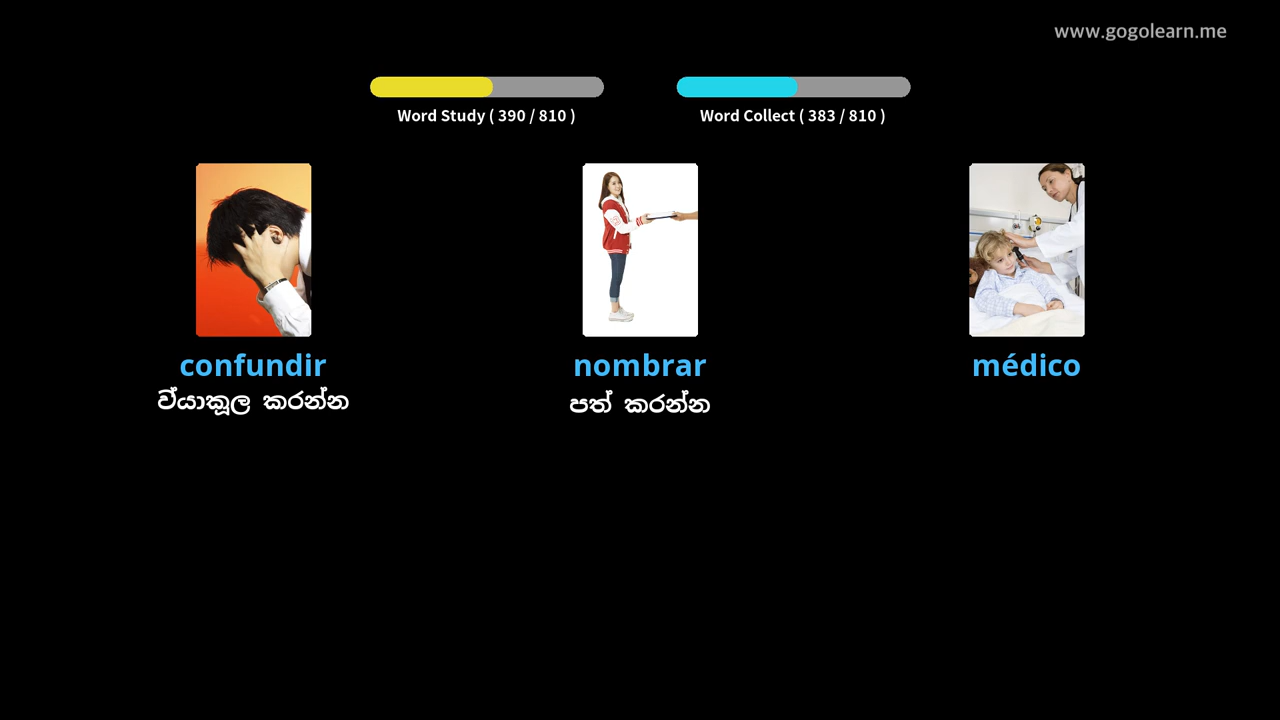 www.gogolearn.me
Word Study ( 390 / 810 )
Word Collect ( 383 / 810 )
confundir
ව්යාකූල කරන්න
nombrar
පත් කරන්න
médico